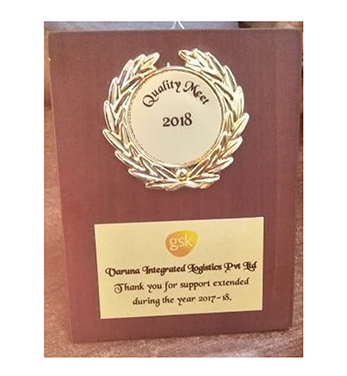 Quality Meet
2018
gsk
Varuna Integrated Logistics Pvt Ltd
Thank you for support extended
during the year 2017-18.